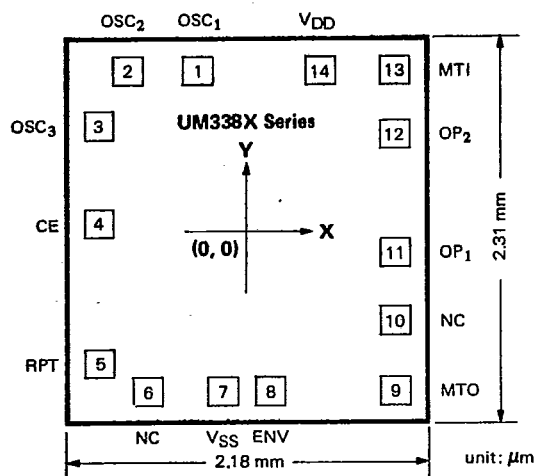 OSC₂ OSC₁ V_DD
2 1 14 13 MTI
OSC₃ 3 UM338X Series 12 OP₂
Y
CE 4 X
(0, 0) 11 OP₁
2.31 mm
10 NC
RPT 5
6 7 8 9 MTO
NC V_SS ENV
2.18 mm unit: μm